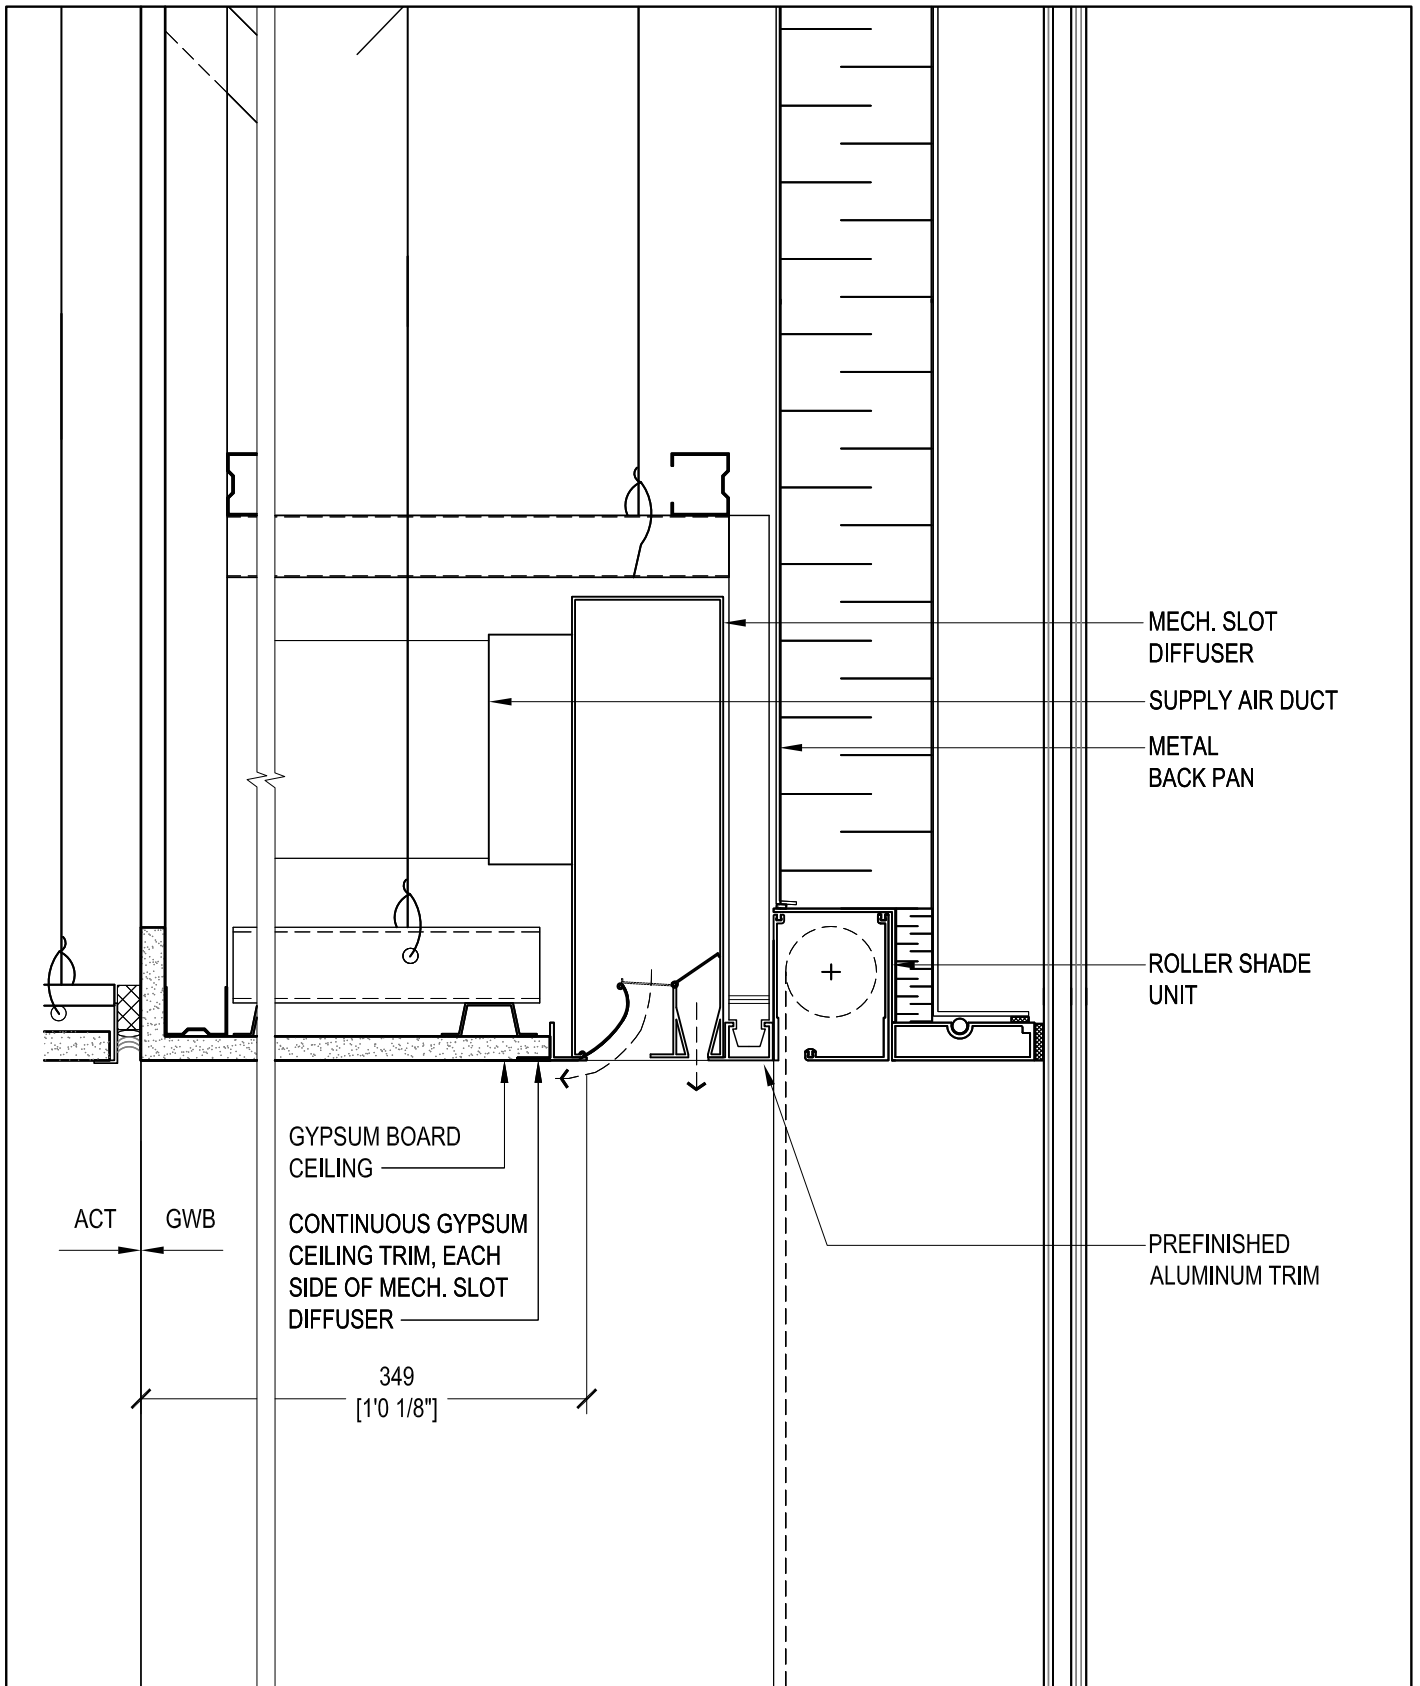 MECH. SLOT
DIFFUSER
SUPPLY AIR DUCT
METAL
BACK PAN
ROLLER SHADE
UNIT
GYPSUM BOARD
CEILING
ACT
GWB
CONTINUOUS GYPSUM
CEILING TRIM, EACH
SIDE OF MECH. SLOT
DIFFUSER
PREFINISHED
ALUMINUM TRIM
349
[1'0 1/8"]